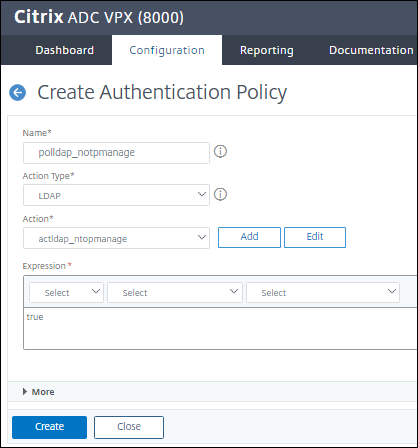 Citrix ADC VPX (8000)
Dashboard Configuration Reporting Documentation
Create Authentication Policy
Name*
polldap_notpmanage
Action Type*
LDAP
Action*
actldap_ntopmanage Add Edit
Expression *
Select Select Select
true
More
Create Close